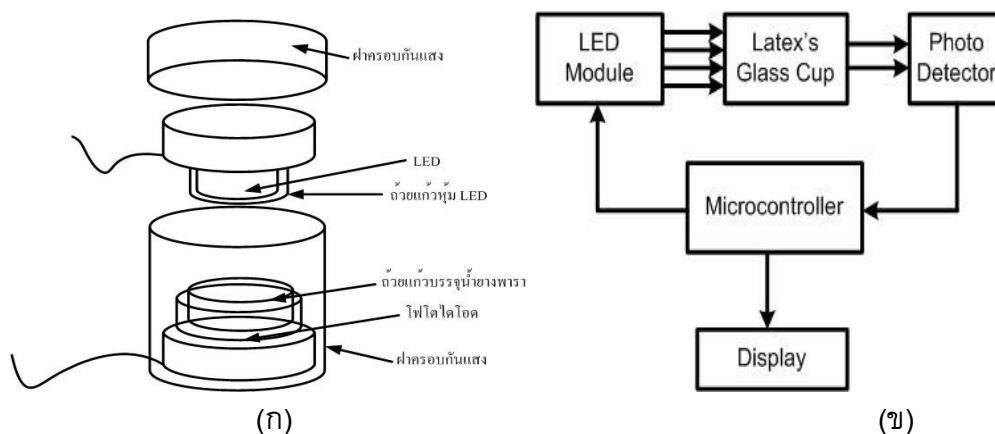 ฝาครอบกันแสง
LED
ถ้วยแก้วหุ้ม LED
ถ้วยแก้วบรรจุน้ำยางพารา
โฟโตไดโอด
ฝาครอบกันแสง
(ก)
LED
Module
Latex's
Glass Cup
Photo
Detector
Microcontroller
Display
(ข)